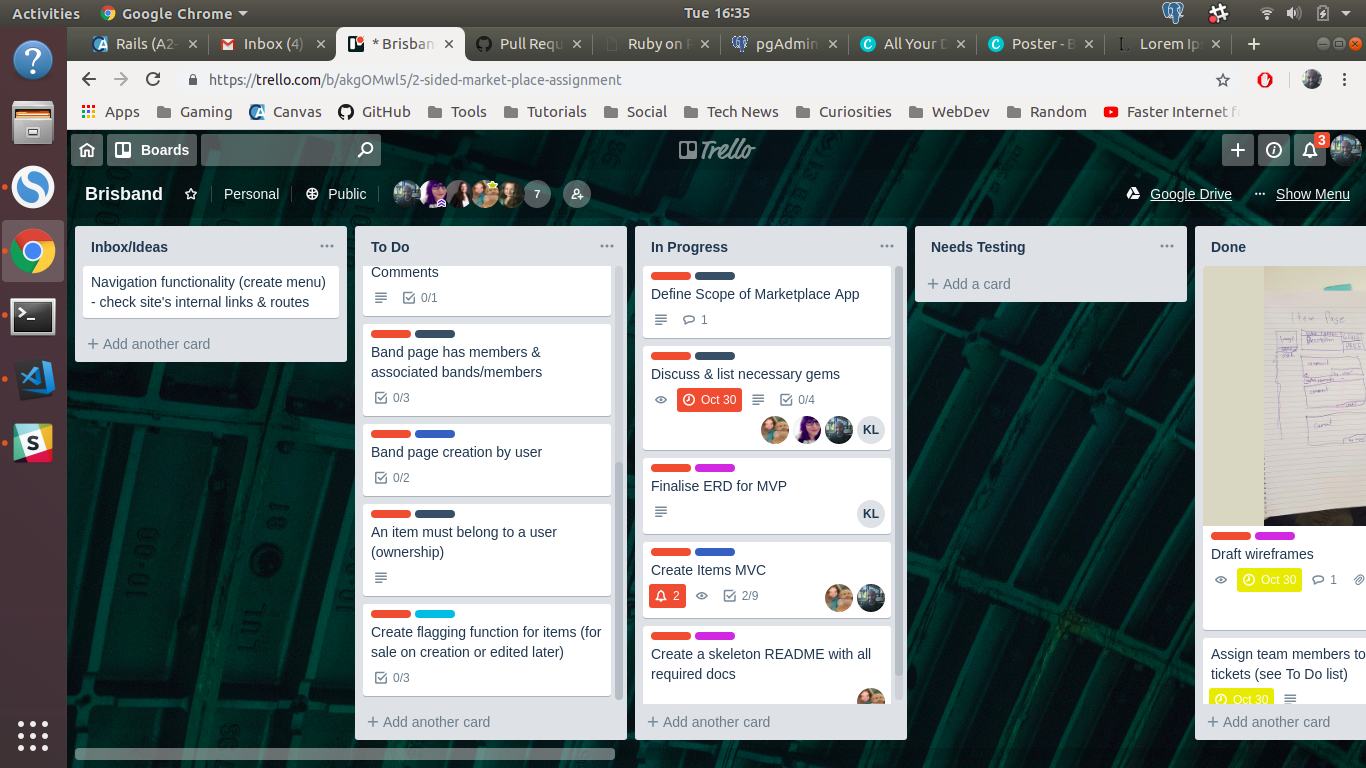 Activities Google Chrome Tue 16:35
Rails (A2- Inbox (4) * Brisban Pull Requ Ruby on pgAdmin All Your D Poster - B Lorem Ip
https://trello.com/b/akgOMwl5/2-sided-market-place-assignment
Apps Gaming Canvas GitHub Tools Tutorials Social Tech News Curiosities WebDev Random Faster Internet f
Boards Trello 3
Brisband Personal Public 7 Google Drive Show Menu
Inbox/Ideas
Navigation functionality (create menu)
- check site's internal links & routes
+ Add another card
To Do
Comments
0/1
Band page has members &
associated bands/members
0/3
Band page creation by user
0/2
An item must belong to a user
(ownership)
Create flagging function for items (for
sale on creation or edited later)
0/3
+ Add another card
In Progress
Define Scope of Marketplace App
1
Discuss & list necessary gems
Oct 30 0/4
KL
Finalise ERD for MVP
KL
Create Items MVC
2 2/9
Create a skeleton README with all
required docs
+ Add another card
Needs Testing
+ Add a card
Done
Item Page
Draft wireframes
Oct 30 1
Assign team members to
tickets (see To Do list)
Oct 30
+ Add another card